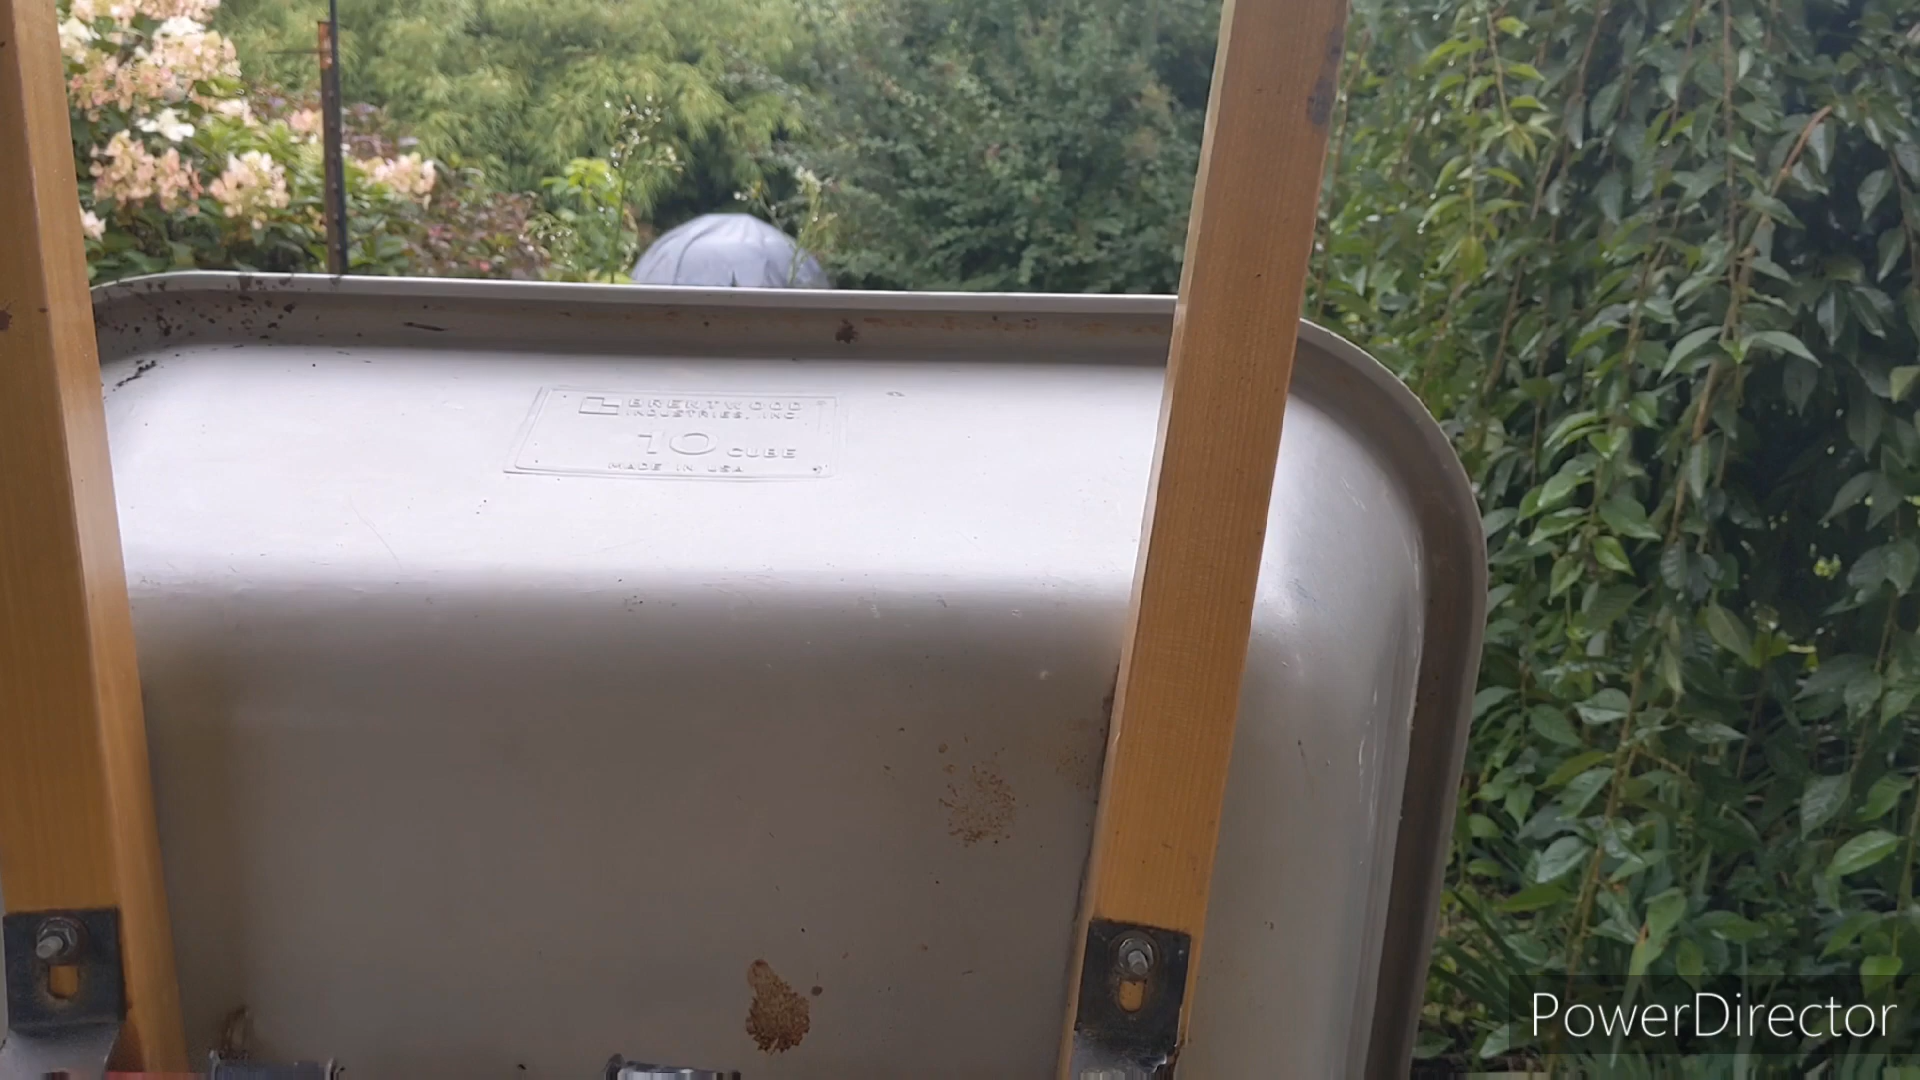 BRENTWOOD
INDUSTRIES, INC.
10 CUBE
MADE IN USA
PowerDirector